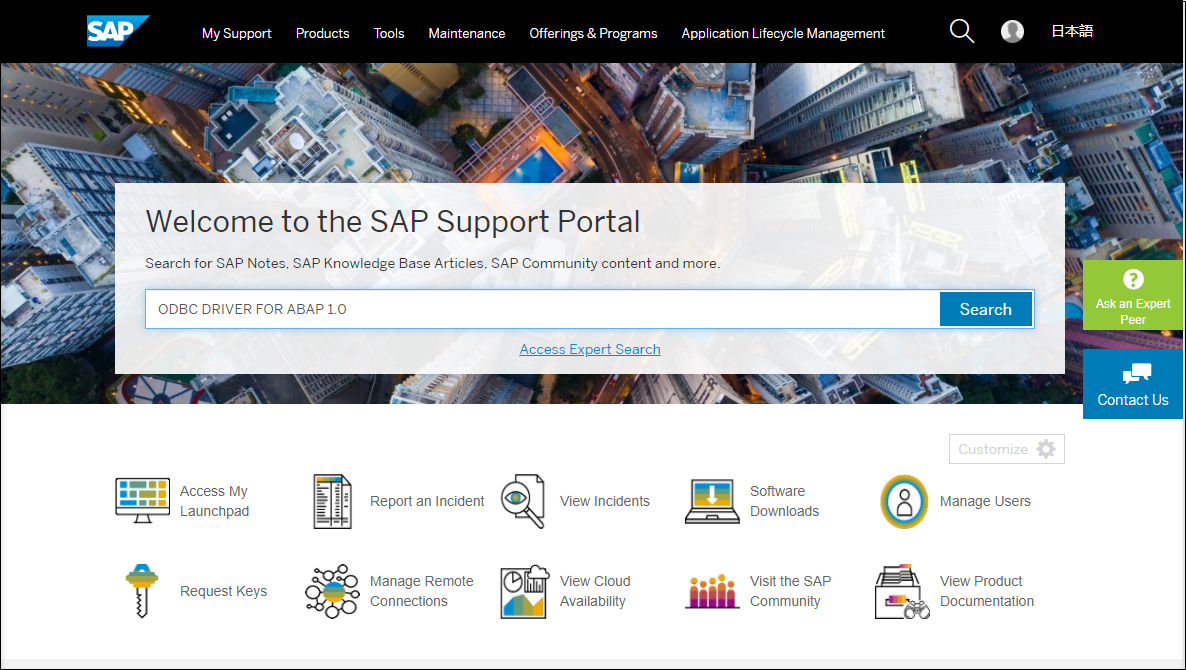 SAP
My Support
Products
Tools
Maintenance
Offerings & Programs
Application Lifecycle Management
日本語
Welcome to the SAP Support Portal
Search for SAP Notes, SAP Knowledge Base Articles, SAP Community content and more.
ODBC DRIVER FOR ABAP 1.0
Search
Access Expert Search
?
Ask an Expert
Peer
Contact Us
Customize
Access My
Launchpad
Report an Incident
View Incidents
Software
Downloads
Manage Users
Request Keys
Manage Remote
Connections
View Cloud
Availability
Visit the SAP
Community
View Product
Documentation